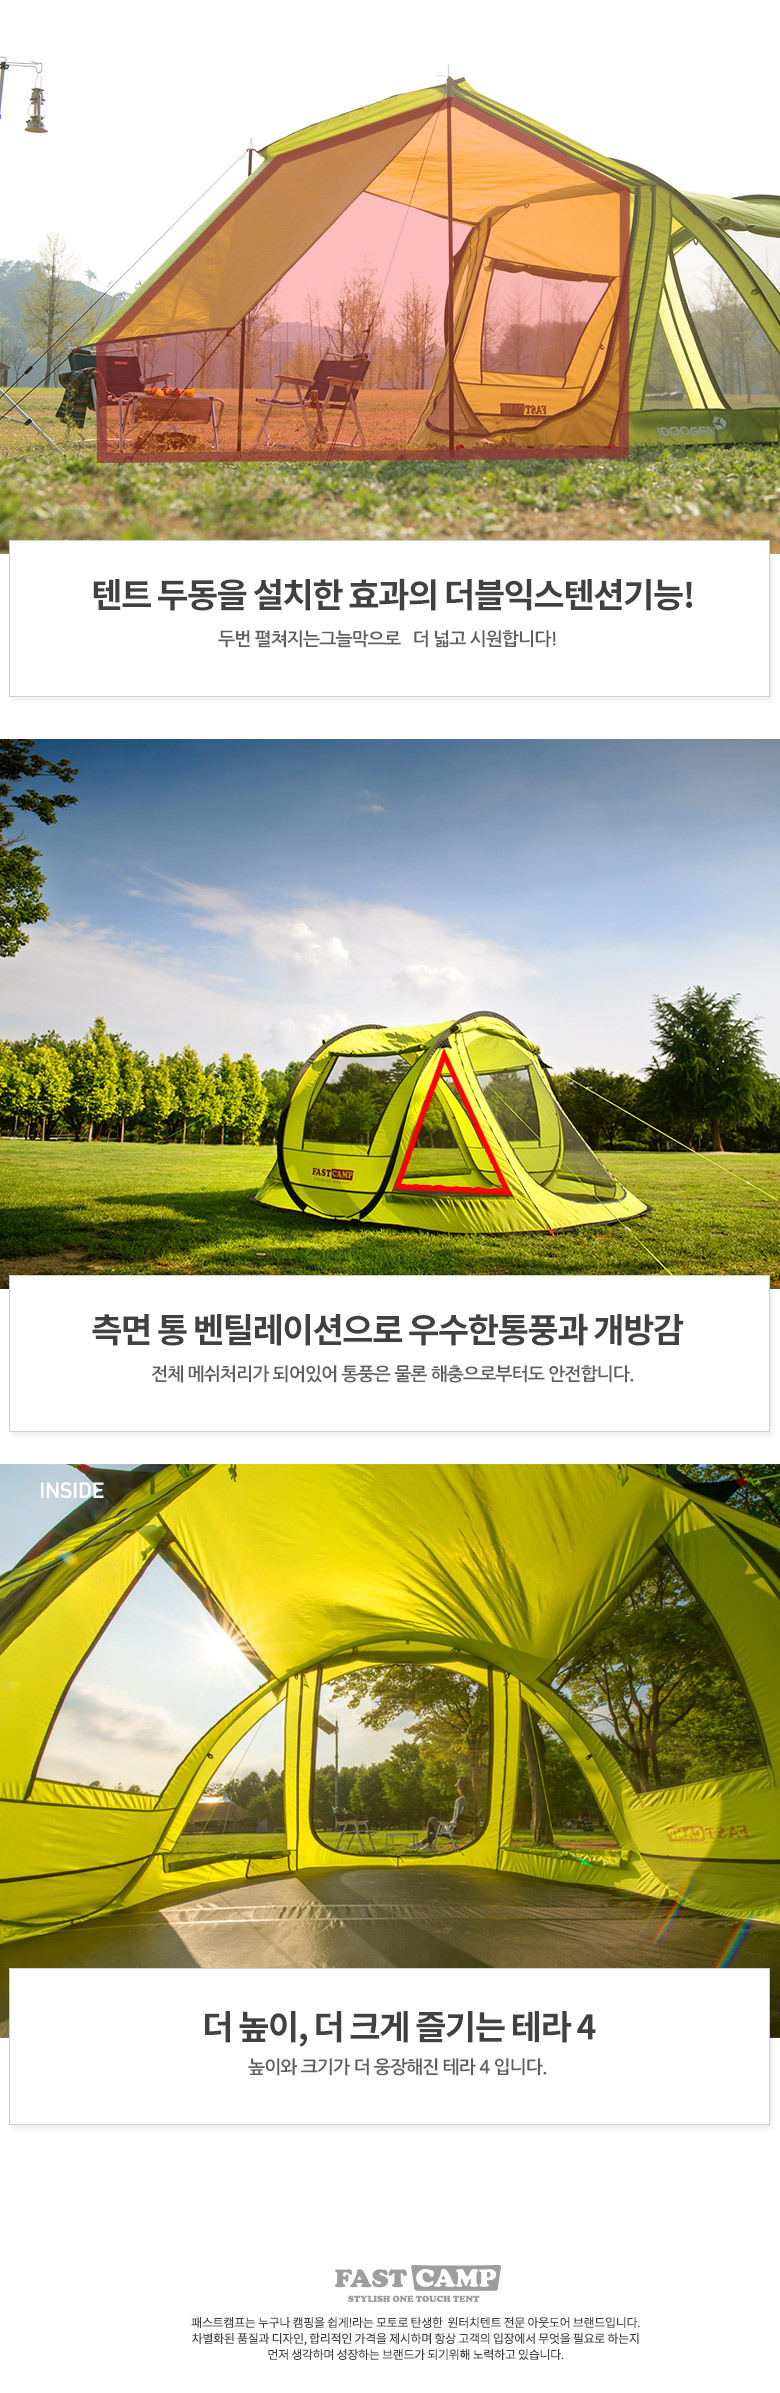 FAST CAMP
IDOOGEN
텐트 두동을 설치한 효과의 더블익스텐션기능!
두번 펼쳐지는그늘막으로 더 넓고 시원합니다!
FAST CAMP
측면 통 벤틸레이션으로 우수한통풍과 개방감
전체 메쉬처리가 되어있어 통풍은 물론 해충으로부터도 안전합니다.
INSIDE
FAST CAMP
더 높이, 더 크게 즐기는 테라 4
높이와 크기가 더 웅장해진 테라 4 입니다.
FAST CAMP
STYLISH ONE TOUCH TENT
패스트캠프는 누구나 캠핑을 쉽게!라는 모토로 탄생한 원터치텐트 전문 아웃도어 브랜드입니다.
차별화된 품질과 디자인, 합리적인 가격을 제시하며 항상 고객의 입장에서 무엇을 필요로 하는지
먼저 생각하며 성장하는 브랜드가 되기위해 노력하고 있습니다.